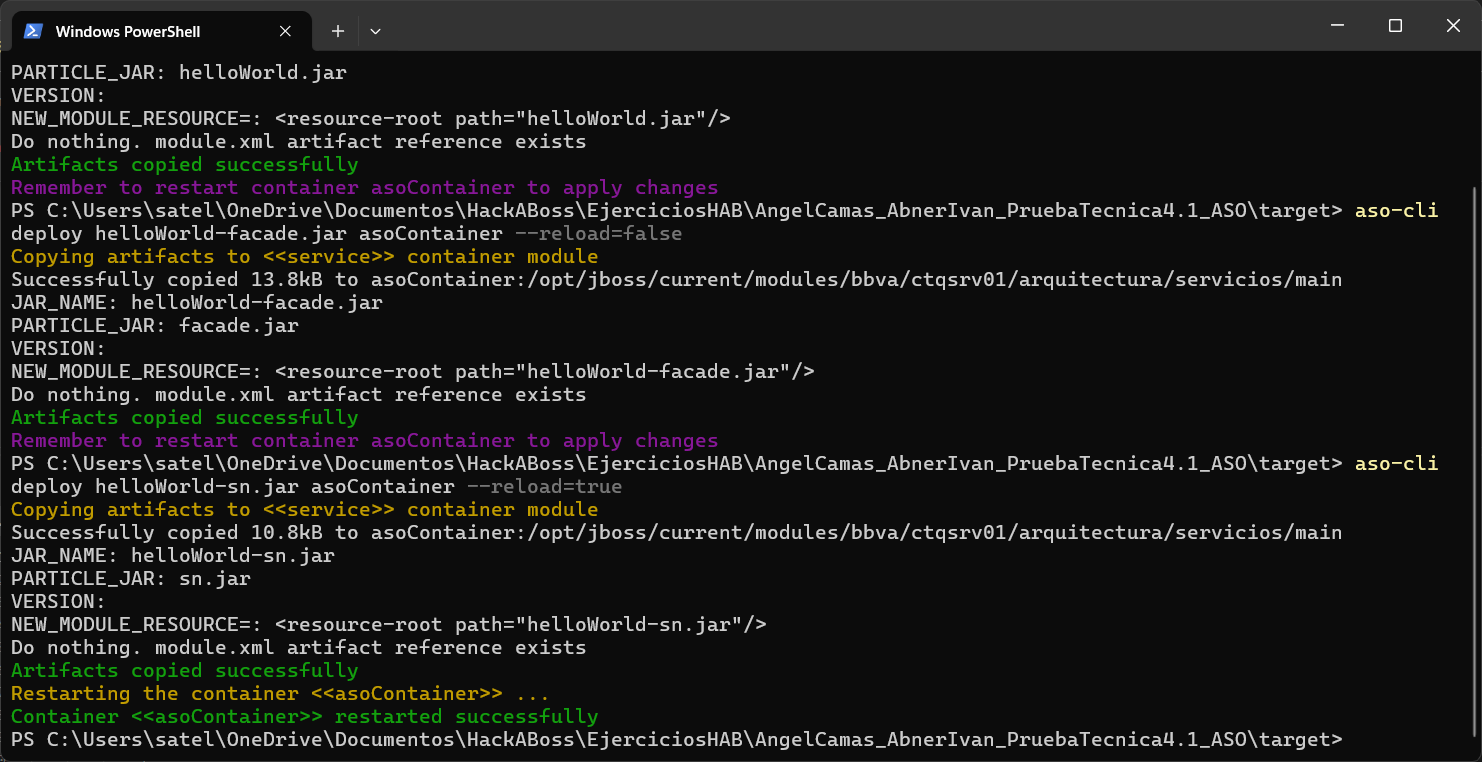 Windows PowerShell
PARTICLE_JAR: helloWorld.jar
VERSION:
NEW_MODULE_RESOURCE=: <resource-root path="helloWorld.jar"/>
Do nothing. module.xml artifact reference exists
Artifacts copied successfully
Remember to restart container asoContainer to apply changes
PS C:\Users\satel\OneDrive\Documentos\HackABoss\EjerciciosHAB\AngelCamas_AbnerIvan_PruebaTecnica4.1_ASO\target> aso-cli
deploy helloWorld-facade.jar asoContainer --reload=false
Copying artifacts to <<service>> container module
Successfully copied 13.8kB to asoContainer:/opt/jboss/current/modules/bbva/ctqsrv01/arquitectura/servicios/main
JAR_NAME: helloWorld-facade.jar
PARTICLE_JAR: facade.jar
VERSION:
NEW_MODULE_RESOURCE=: <resource-root path="helloWorld-facade.jar"/>
Do nothing. module.xml artifact reference exists
Artifacts copied successfully
Remember to restart container asoContainer to apply changes
PS C:\Users\satel\OneDrive\Documentos\HackABoss\EjerciciosHAB\AngelCamas_AbnerIvan_PruebaTecnica4.1_ASO\target> aso-cli
deploy helloWorld-sn.jar asoContainer --reload=true
Copying artifacts to <<service>> container module
Successfully copied 10.8kB to asoContainer:/opt/jboss/current/modules/bbva/ctqsrv01/arquitectura/servicios/main
JAR_NAME: helloWorld-sn.jar
PARTICLE_JAR: sn.jar
VERSION:
NEW_MODULE_RESOURCE=: <resource-root path="helloWorld-sn.jar"/>
Do nothing. module.xml artifact reference exists
Artifacts copied successfully
Restarting the container <<asoContainer>> ...
Container <<asoContainer>> restarted successfully
PS C:\Users\satel\OneDrive\Documentos\HackABoss\EjerciciosHAB\AngelCamas_AbnerIvan_PruebaTecnica4.1_ASO\target>